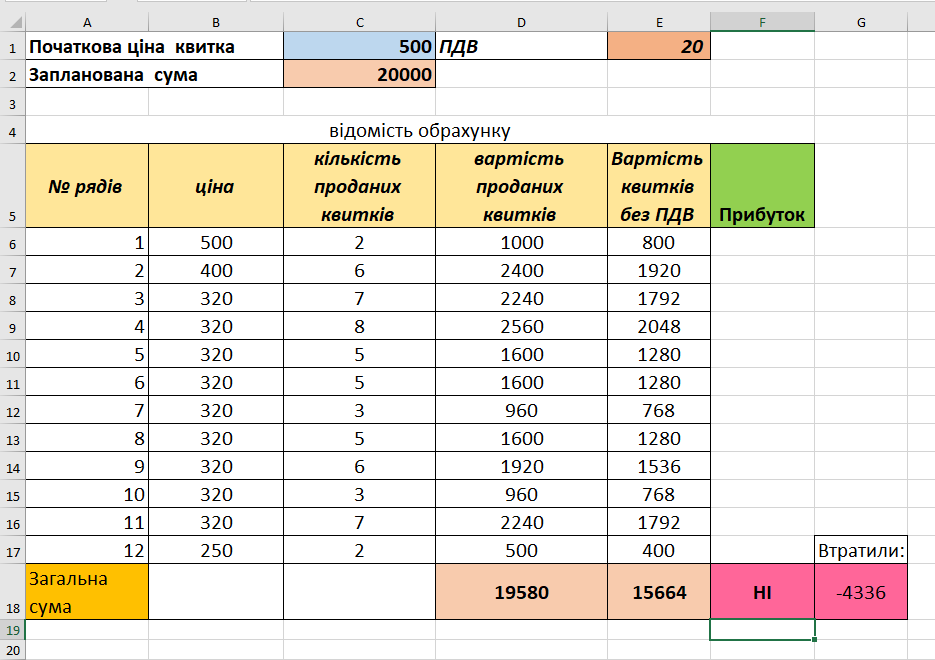 A B C D E F G
1 Початкова ціна квитка 500 ПДВ 20
2 Запланована сума 20000
3
4 відомість обрахунку
5 № рядів ціна кількість проданих квитків вартість проданих квитків Вартість квитків без ПДВ Прибуток
6 1 500 2 1000 800
7 2 400 6 2400 1920
8 3 320 7 2240 1792
9 4 320 8 2560 2048
10 5 320 5 1600 1280
11 6 320 5 1600 1280
12 7 320 3 960 768
13 8 320 5 1600 1280
14 9 320 6 1920 1536
15 10 320 3 960 768
16 11 320 7 2240 1792
17 12 250 2 500 400 Втратили:
18 Загальна сума 19580 15664 НІ -4336
19
20